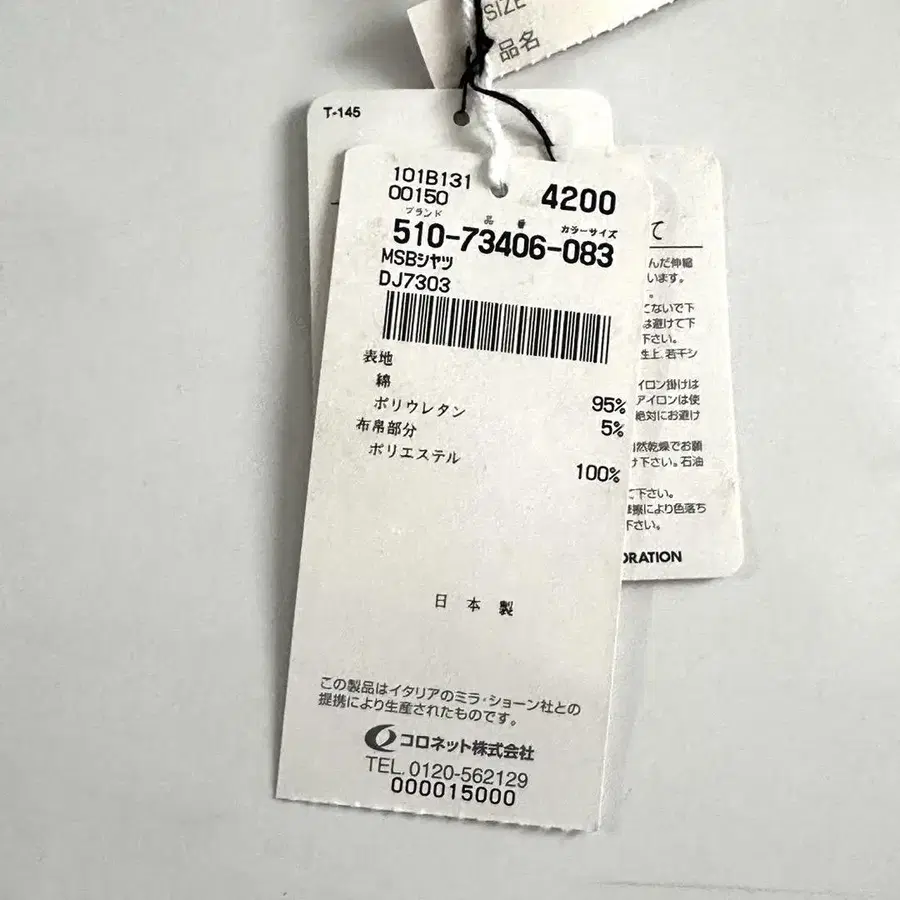 SIZE
品名
T-145
101B131
00150
4200
ブランド 品番 カラーサイズ
510-73406-083
MSBシャツ
DJ7303
表地
綿 95%
ポリウレタン 5%
布帛部分
ポリエステル 100%
日本製
この製品はイタリアのミラ・ショーン社との
提携により生産されたものです。
コロネット株式会社
TEL.0120-562129
000015000
て
んだ伸縮
います。
。
こないで下
は避けて下
下さい。
性上、若干シ
イロン掛けは
アイロンは使
絶対にお避け
然乾燥でお願
け下さい。石油
て下さい。
擦により色落ち
下さい。
ORATION